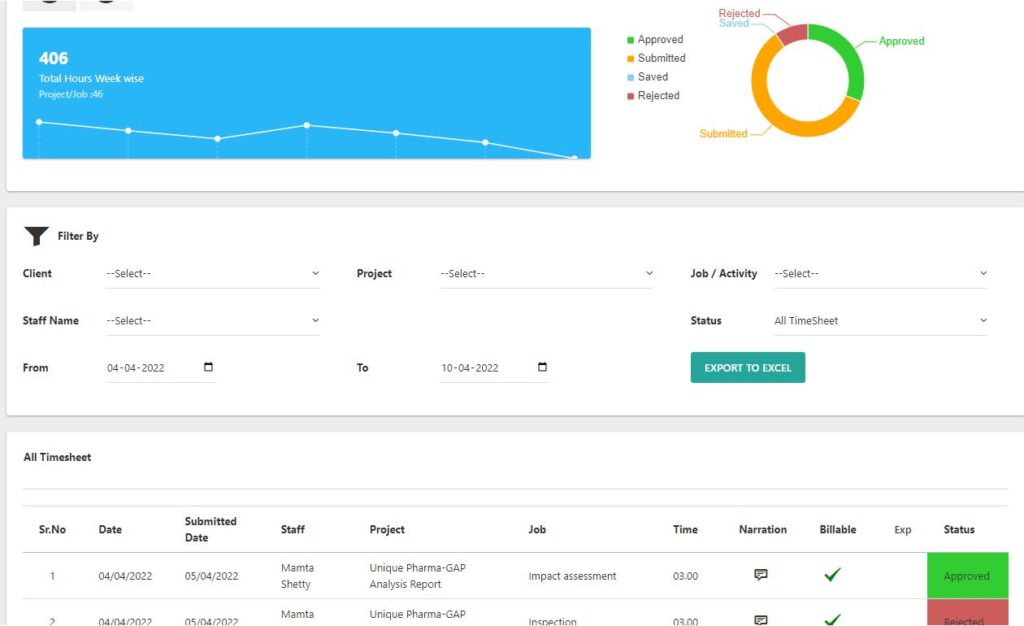 406
Total Hours Week wise
Project/Job :46
Approved
Submitted
Saved
Rejected
Rejected
Saved
Approved
Submitted
Filter By
Client --Select-- Project --Select-- Job / Activity --Select--
Staff Name --Select-- Status All TimeSheet
From 04-04-2022 To 10-04-2022 EXPORT TO EXCEL
All Timesheet
Sr.No Date Submitted Date Staff Project Job Time Narration Billable Exp Status
1 04/04/2022 05/04/2022 Mamta Shetty Unique Pharma-GAP Analysis Report Impact assessment 03.00 Approved
2 04/04/2022 05/04/2022 Mamta Unique Pharma-GAP Inspection 03.00 Rejected